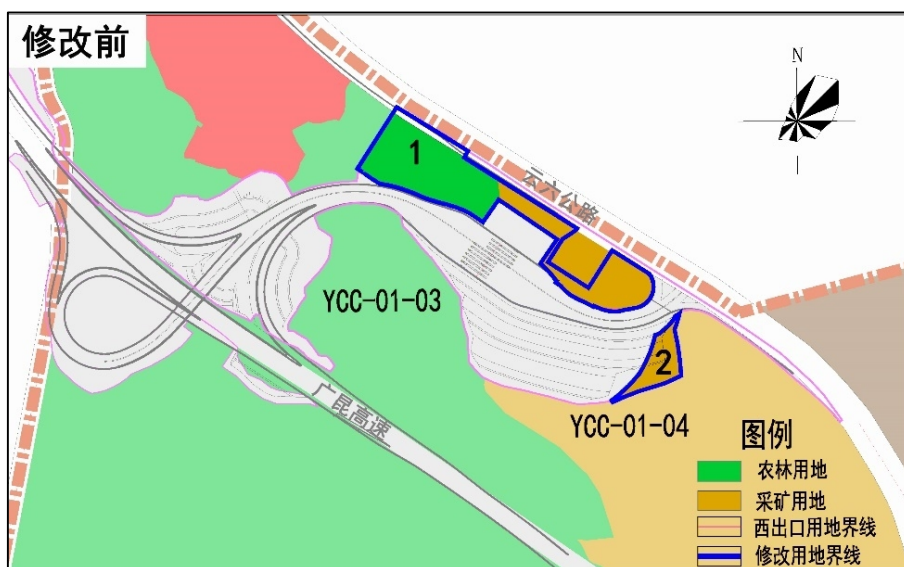 修改前
N
1
云六公路
YCC-01-03
2
广昆高速
YCC-01-04
图例
农林用地
采矿用地
西出口用地界线
修改用地界线